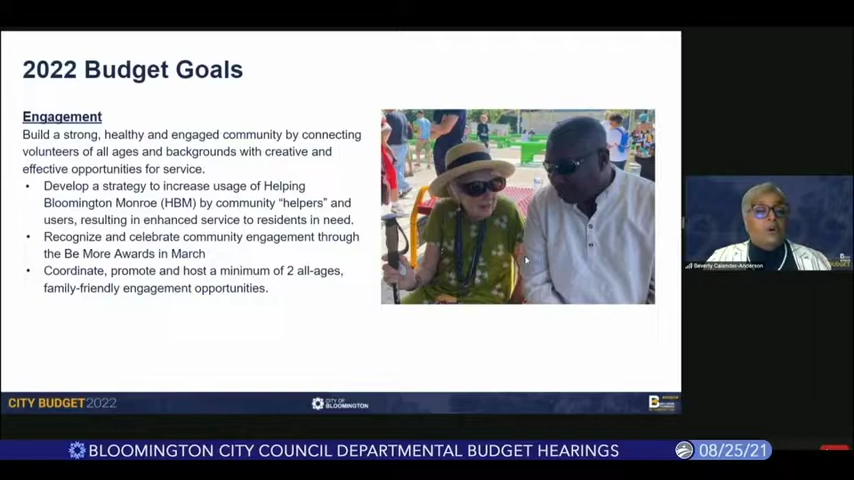 2022 Budget Goals
Engagement
Build a strong, healthy and engaged community by connecting
volunteers of all ages and backgrounds with creative and
effective opportunities for service.
• Develop a strategy to increase usage of Helping
Bloomington Monroe (HBM) by community “helpers” and
users, resulting in enhanced service to residents in need.
• Recognize and celebrate community engagement through
the Be More Awards in March
• Coordinate, promote and host a minimum of 2 all-ages,
family-friendly engagement opportunities.
Beverly Calender-Anderson
CITY BUDGET2022
CITY OF
BLOOMINGTON
BLOOMINGTON CITY COUNCIL DEPARTMENTAL BUDGET HEARINGS
08/25/21